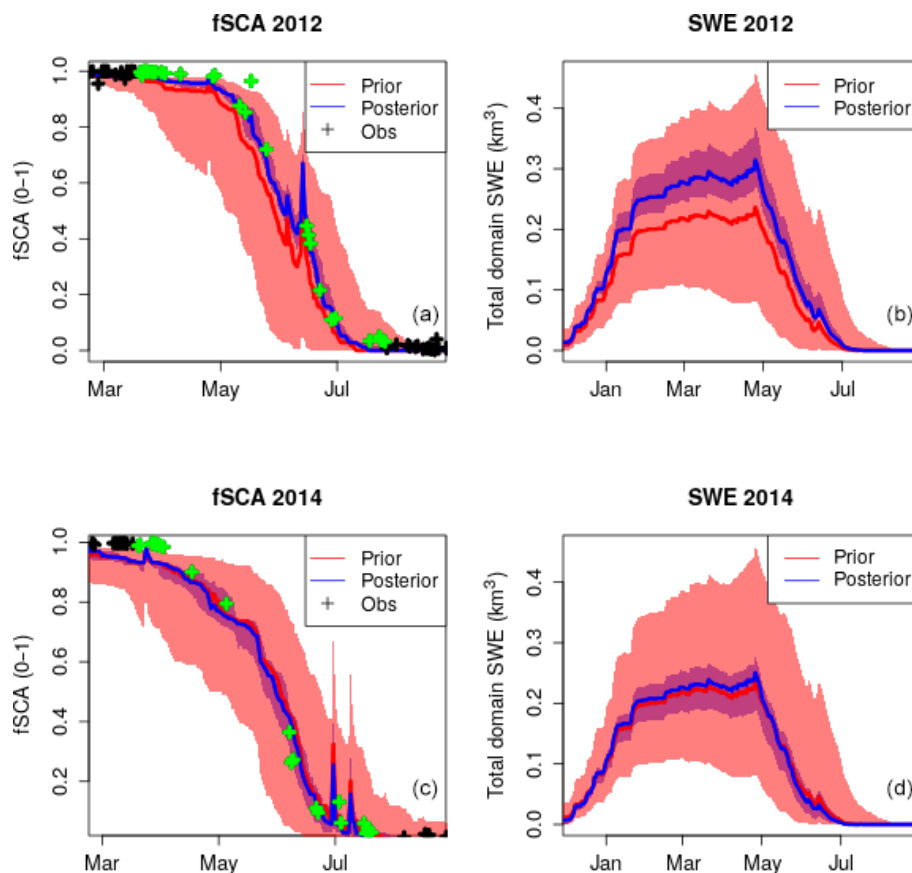 fSCA 2012
fSCA (0−1)
0.0 0.2 0.4 0.6 0.8 1.0
Prior
Posterior
Obs
(a)
Mar May Jul
SWE 2012
Total domain SWE (km³)
0.0 0.1 0.2 0.3 0.4
Prior
Posterior
(b)
Jan Mar May Jul
fSCA 2014
fSCA (0−1)
0.2 0.4 0.6 0.8 1.0
Prior
Posterior
Obs
(c)
Mar May Jul
SWE 2014
Total domain SWE (km³)
0.0 0.1 0.2 0.3 0.4
Prior
Posterior
(d)
Jan Mar May Jul